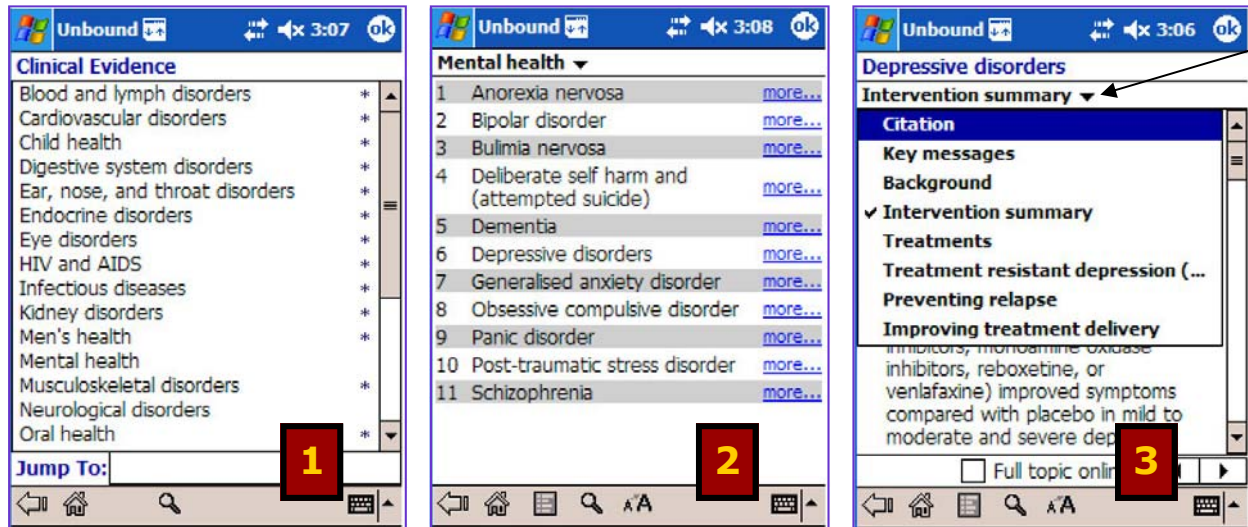 Unbound 3:07 ok
Clinical Evidence
Blood and lymph disorders *
Cardiovascular disorders *
Child health *
Digestive system disorders *
Ear, nose, and throat disorders *
Endocrine disorders *
Eye disorders *
HIV and AIDS *
Infectious diseases *
Kidney disorders *
Men's health *
Mental health
Musculoskeletal disorders *
Neurological disorders
Oral health *
Jump To:
1
Unbound 3:08 ok
Mental health
1 Anorexia nervosa more...
2 Bipolar disorder more...
3 Bulimia nervosa more...
4 Deliberate self harm and
(attempted suicide) more...
5 Dementia more...
6 Depressive disorders more...
7 Generalised anxiety disorder more...
8 Obsessive compulsive disorder more...
9 Panic disorder more...
10 Post-traumatic stress disorder more...
11 Schizophrenia more...
2
AA
Unbound 3:06 ok
Depressive disorders
Intervention summary
Citation
Key messages
Background
Intervention summary
Treatments
Treatment resistant depression (...
Preventing relapse
Improving treatment delivery
inhibitors, monoamine oxidase
inhibitors, reboxetine, or
venlafaxine) improved symptoms
compared with placebo in mild to
moderate and severe dep
Full topic onlin
3
AA